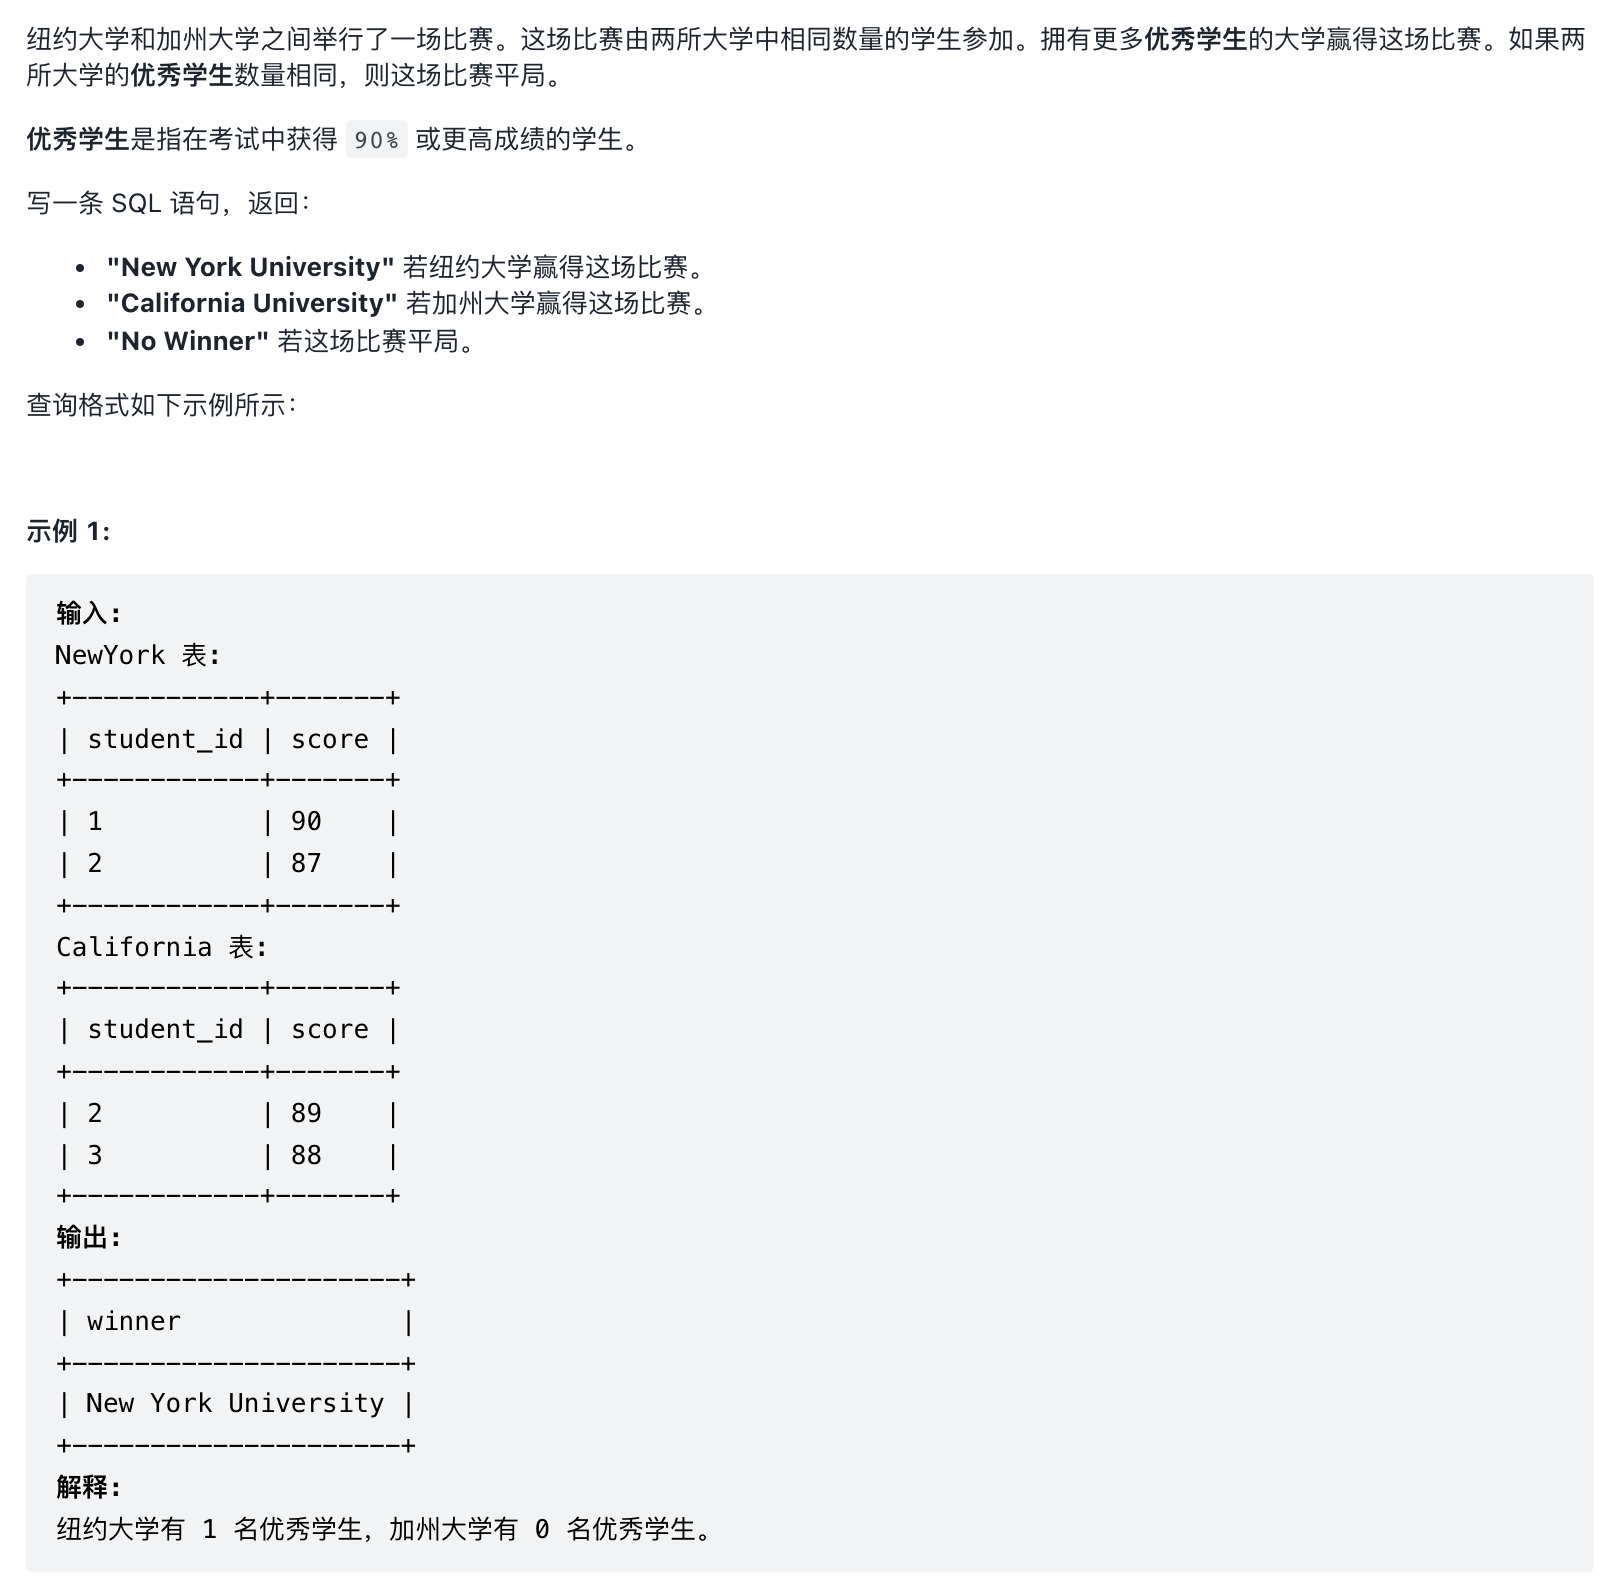 纽约大学和加州大学之间举行了一场比赛。这场比赛由两所大学中相同数量的学生参加。拥有更多优秀学生的大学赢得这场比赛。如果两
所大学的优秀学生数量相同，则这场比赛平局。
优秀学生是指在考试中获得 90% 或更高成绩的学生。
写一条 SQL 语句，返回：
• "New York University" 若纽约大学赢得这场比赛。
• "California University" 若加州大学赢得这场比赛。
• "No Winner" 若这场比赛平局。
查询格式如下示例所示：
示例 1:
输入:
NewYork 表:
+------------+-------+
| student_id | score |
+------------+-------+
| 1          | 90    |
| 2          | 87    |
+------------+-------+
California 表:
+------------+-------+
| student_id | score |
+------------+-------+
| 2          | 89    |
| 3          | 88    |
+------------+-------+
输出:
+---------------------+
| winner              |
+---------------------+
| New York University |
+---------------------+
解释:
纽约大学有 1 名优秀学生，加州大学有 0 名优秀学生。